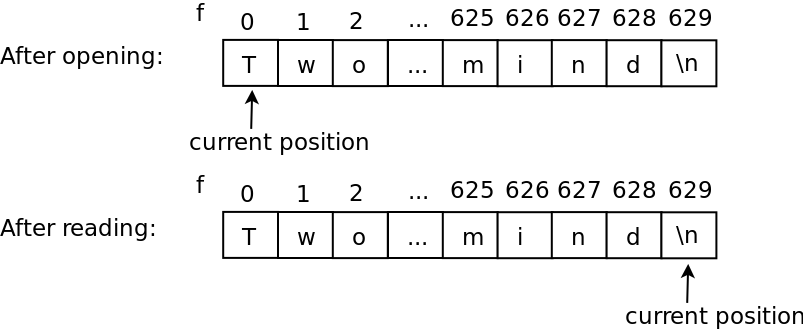 f 0 1 2 ... 625 626 627 628 629
After opening: T w o ... m i n d \n
current position
f 0 1 2 ... 625 626 627 628 629
After reading: T w o ... m i n d \n
current position